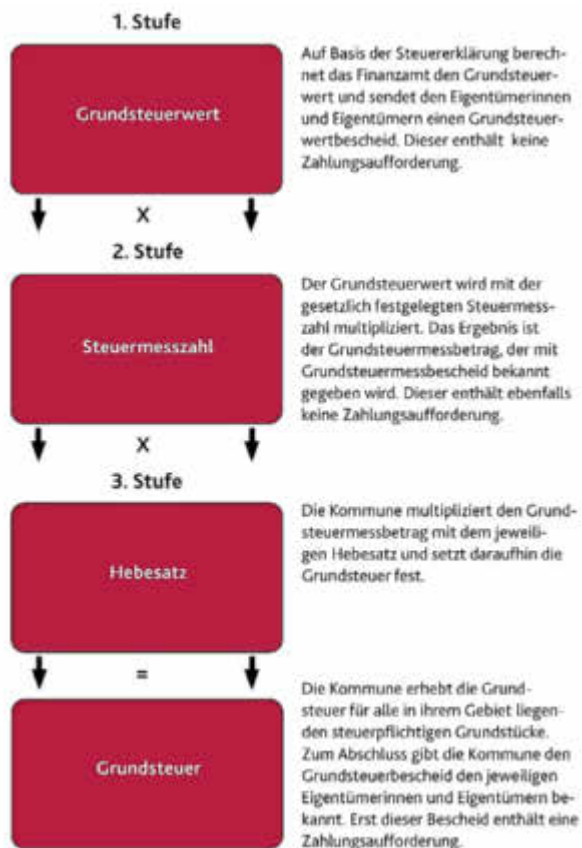 1. Stufe
Grundsteuerwert
Auf Basis der Steuererklärung berech-
net das Finanzamt den Grundsteuer-
wert und sendet den Eigentümerinnen
und Eigentümern einen Grundsteuer-
wertbescheid. Dieser enthält keine
Zahlungsaufforderung.
X
2. Stufe
Steuermesszahl
Der Grundsteuerwert wird mit der
gesetzlich festgelegten Steuermess-
zahl multipliziert. Das Ergebnis ist
der Grundsteuermessbetrag, der mit
Grundsteuermessbescheid bekannt
gegeben wird. Dieser enthält ebenfalls
keine Zahlungsaufforderung.
X
3. Stufe
Hebesatz
Die Kommune multipliziert den Grund-
steuermessbetrag mit dem jeweili-
gen Hebesatz und setzt daraufhin die
Grundsteuer fest.
=
Grundsteuer
Die Kommune erhebt die Grund-
steuer für alle in ihrem Gebiet liegen-
den steuerpflichtigen Grundstücke.
Zum Abschluss gibt die Kommune den
Grundsteuerbescheid den jeweiligen
Eigentümerinnen und Eigentümern be-
kannt. Erst dieser Bescheid enthält eine
Zahlungsaufforderung.